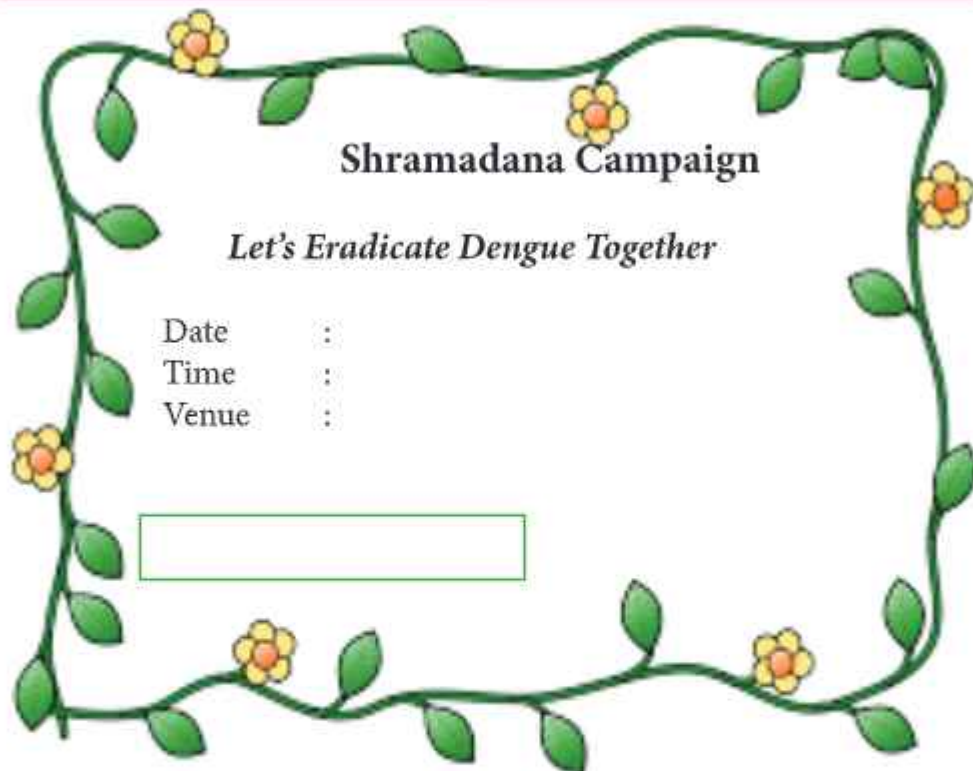 Shramadana Campaign
Let's Eradicate Dengue Together
Date :
Time :
Venue :